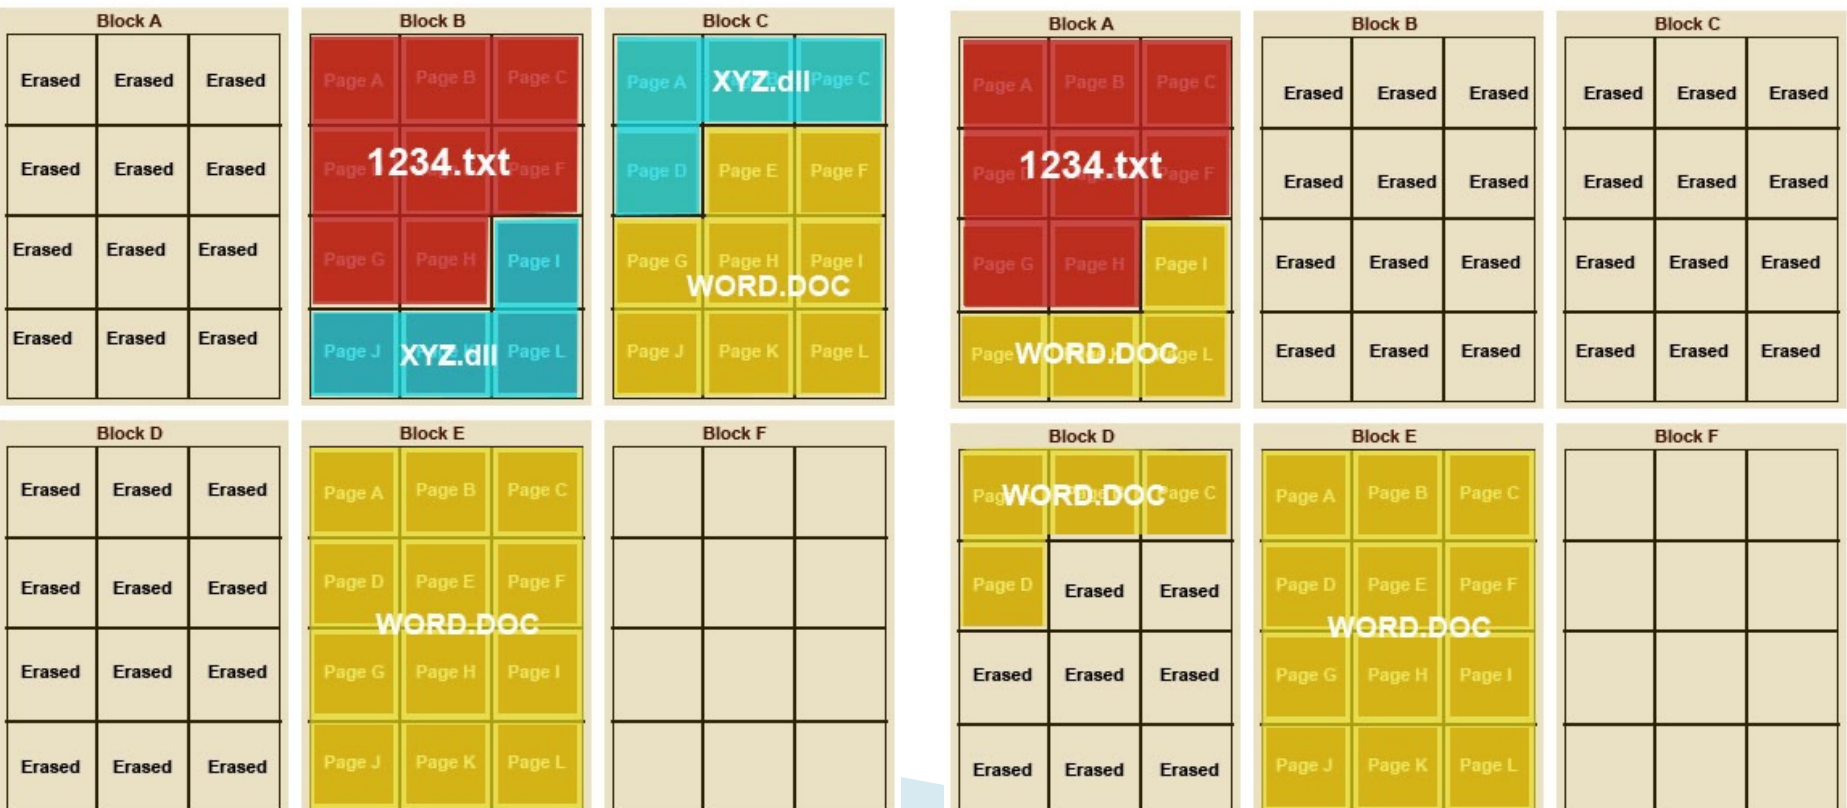 Block A Block B Block C
Erased Erased Erased Page A Page B Page C Page A XYZ.dll Page C
Erased Erased Erased Page 1234.txt Page F Page D Page E Page F
Erased Erased Erased Page G Page H Page I Page G Page H Page I
WORD.DOC
Erased Erased Erased Page J XYZ.dll Page L Page J Page K Page L
Block D Block E Block F
Erased Erased Erased Page A Page B Page C
Erased Erased Erased Page D Page E Page F
WORD.DOC
Erased Erased Erased Page G Page H Page I
Erased Erased Erased Page J Page K Page L
Block A Block B Block C
Page A Page B Page C Erased Erased Erased Erased Erased Erased
Page 1234.txt Page F Erased Erased Erased Erased Erased Erased
Page G Page H Page I Erased Erased Erased Erased Erased Erased
Page WORD.DOC Page L Erased Erased Erased Erased Erased Erased
Block D Block E Block F
WORD.DOC Page C Page A Page B Page C
Page D Erased Erased Page D Page E Page F
WORD.DOC
Erased Erased Erased Page G Page H Page I
Erased Erased Erased Page J Page K Page L